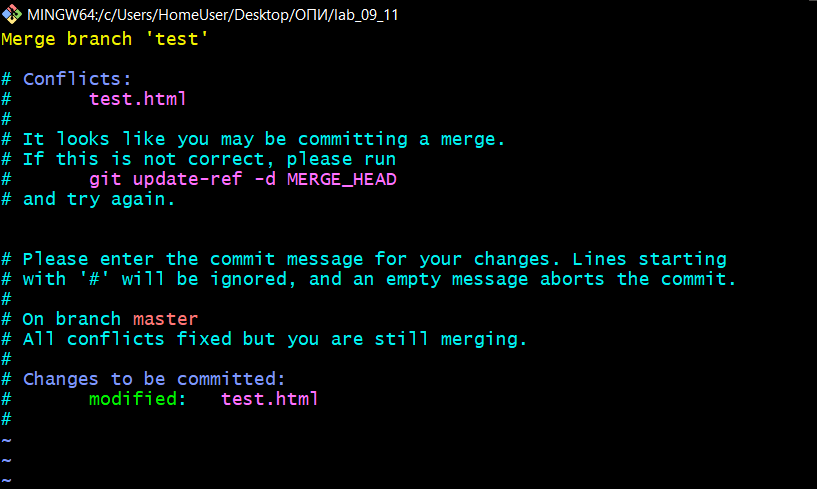 MINGW64:/c/Users/HomeUser/Desktop/ОПИ/lab_09_11
Merge branch 'test'
# Conflicts:
#       test.html
#
# It looks like you may be committing a merge.
# If this is not correct, please run
#       git update-ref -d MERGE_HEAD
# and try again.
# Please enter the commit message for your changes. Lines starting
# with '#' will be ignored, and an empty message aborts the commit.
#
# On branch master
# All conflicts fixed but you are still merging.
#
# Changes to be committed:
#       modified:   test.html
#
~
~
~